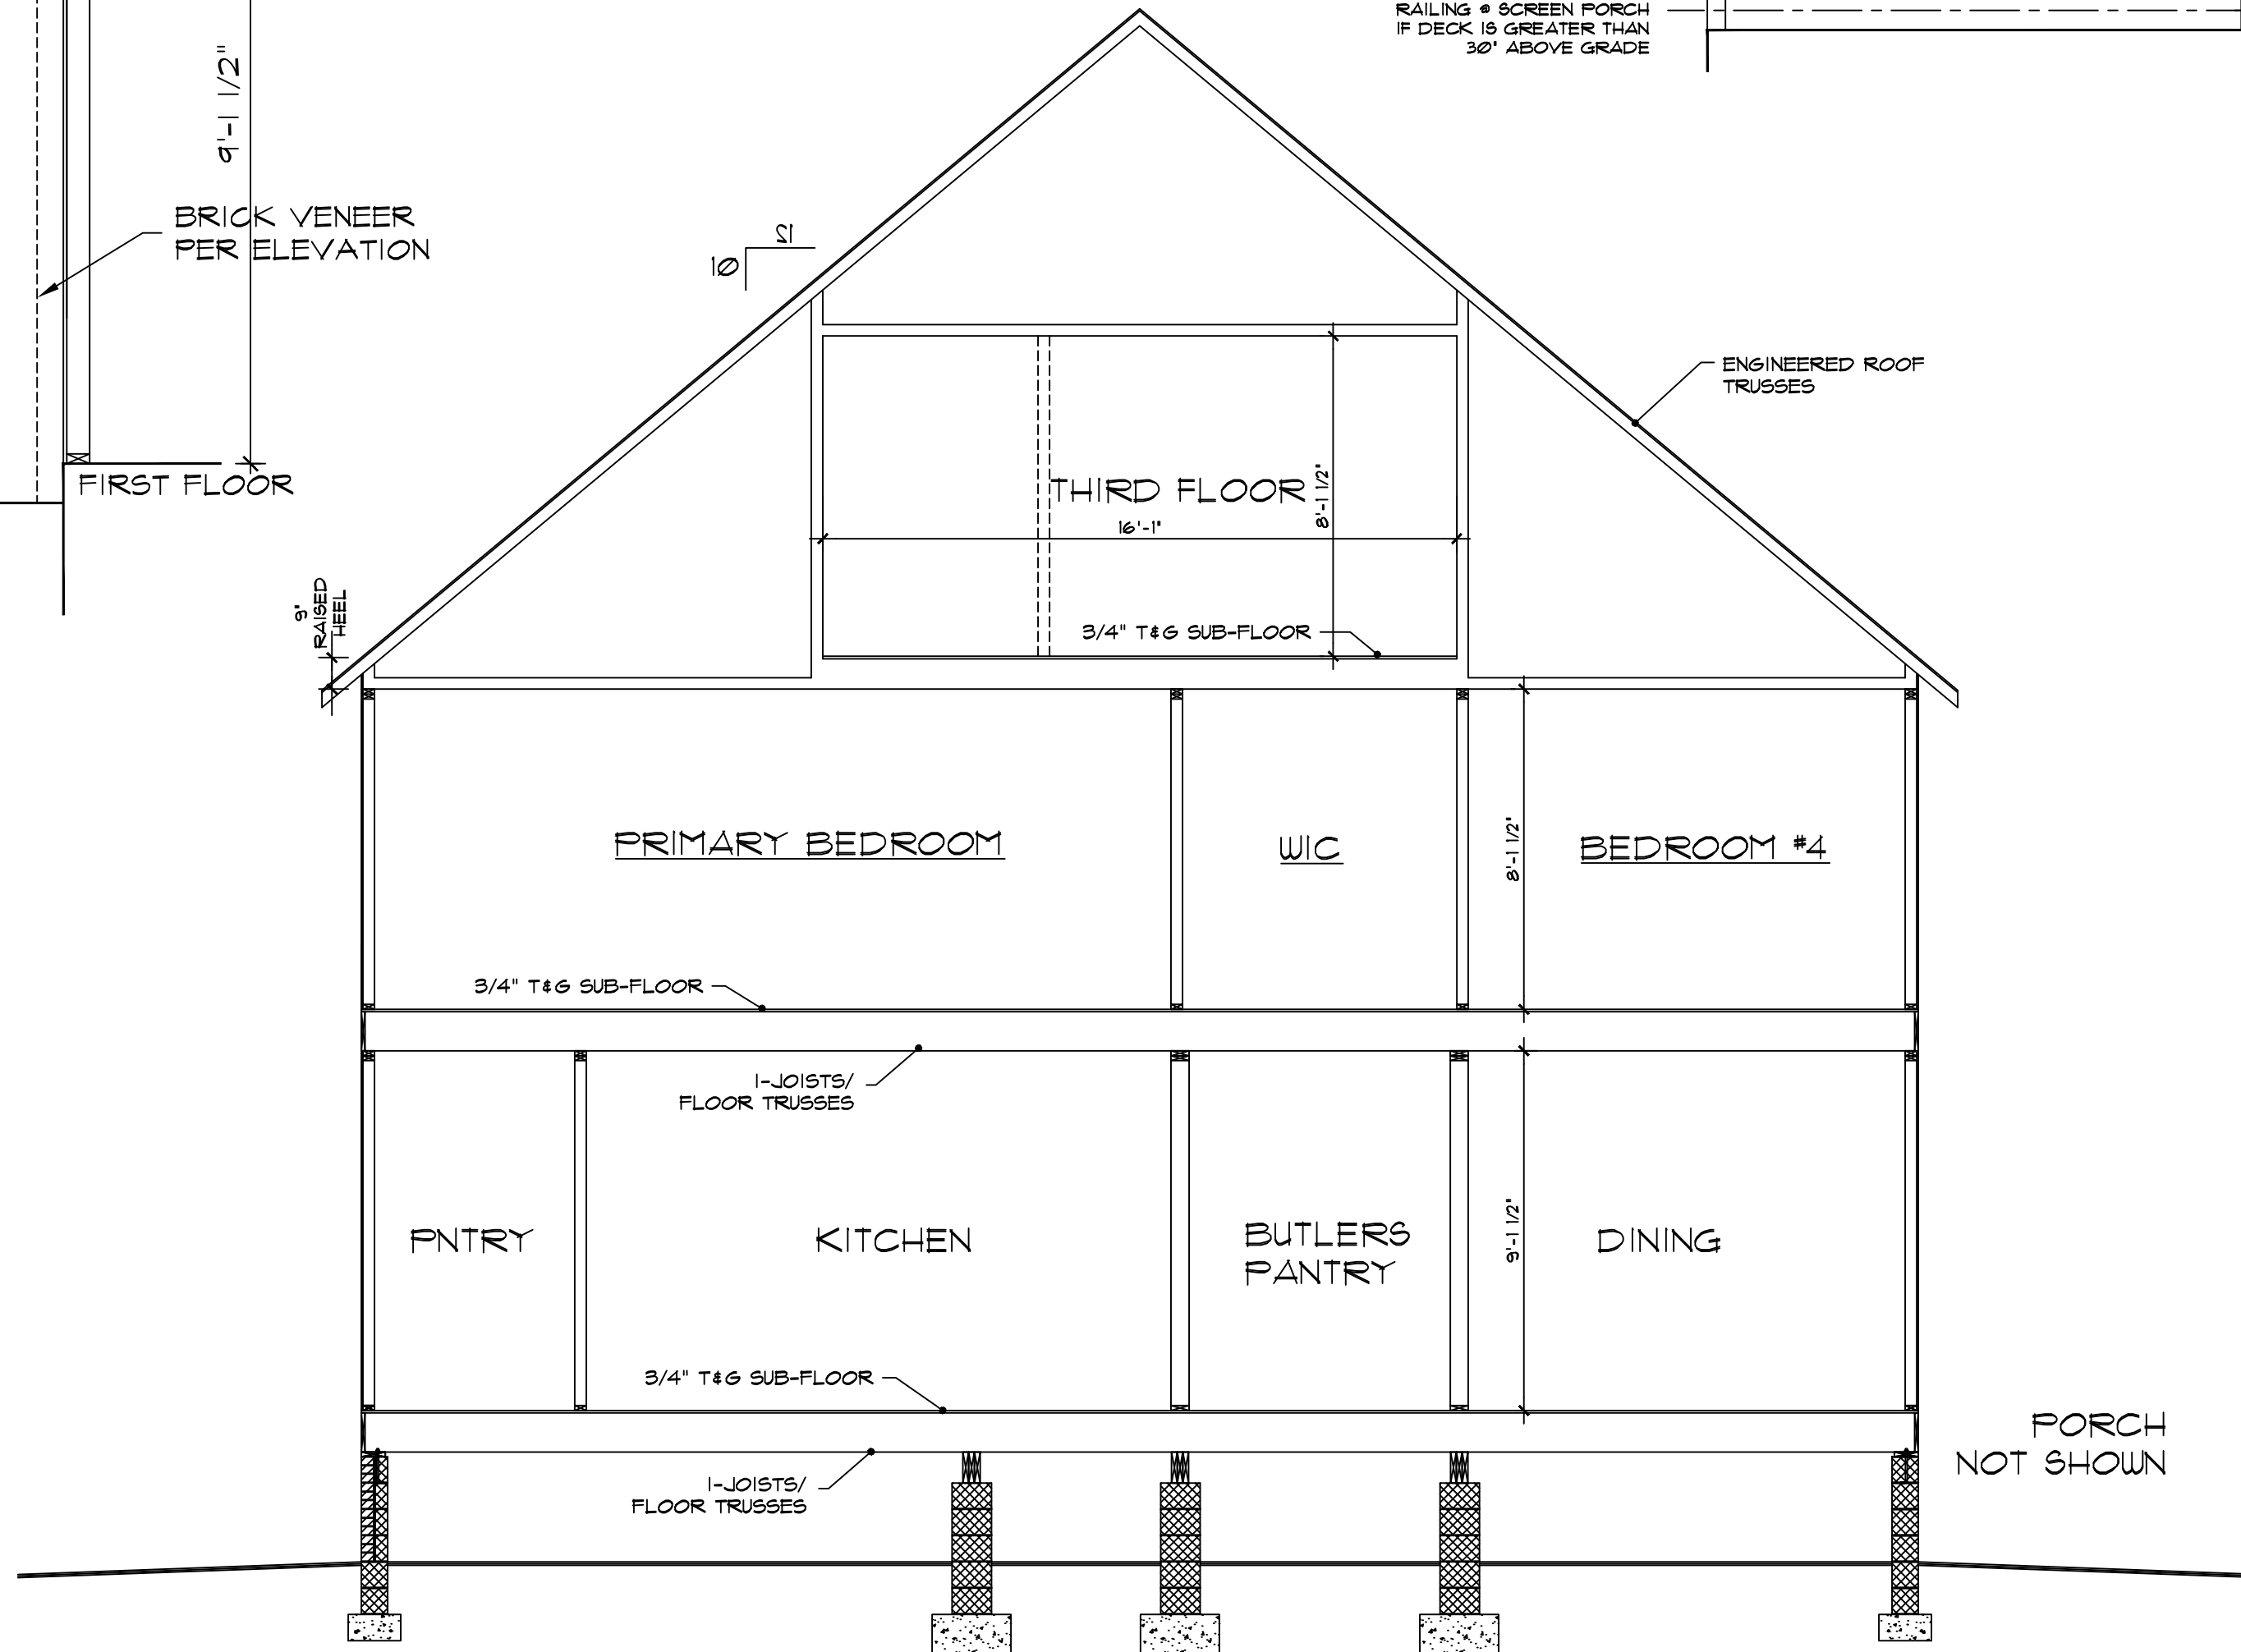 RAILING @ SCREEN PORCH
IF DECK IS GREATER THAN
30" ABOVE GRADE
9'-1 1/2"
BRICK VENEER
PER ELEVATION
12
10
ENGINEERED ROOF
TRUSSES
FIRST FLOOR
THIRD FLOOR
8'-1 1/2"
16'-1"
9"
RAISED
HEEL
3/4" T&G SUB-FLOOR
PRIMARY BEDROOM
WIC
8'-1 1/2"
BEDROOM #4
3/4" T&G SUB-FLOOR
I-JOISTS/
FLOOR TRUSSES
PNTRY
KITCHEN
BUTLERS
PANTRY
9'-1 1/2"
DINING
3/4" T&G SUB-FLOOR
PORCH
NOT SHOWN
I-JOISTS/
FLOOR TRUSSES